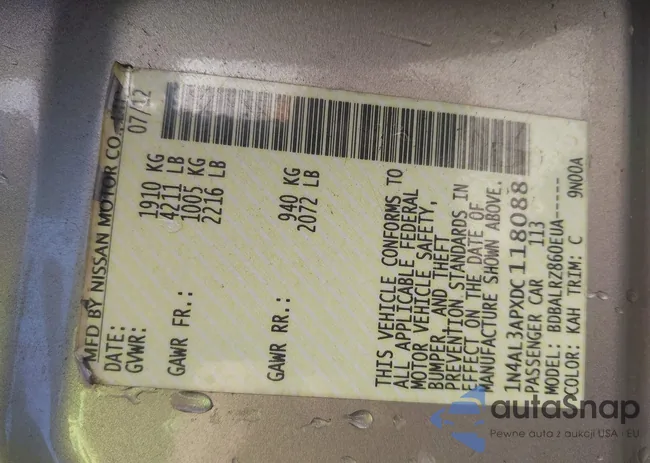 MFD BY NISSAN MOTOR CO.,
DATE: 07/12
GVWR: 1910 KG
4211 LB
GAWR FR.: 1005 KG
2216 LB
GAWR RR.: 940 KG
2072 LB
THIS VEHICLE CONFORMS TO
ALL APPLICABLE FEDERAL
MOTOR VEHICLE SAFETY,
BUMPER, AND THEFT
PREVENTION STANDARDS IN
EFFECT ON THE DATE OF
MANUFACTURE SHOWN ABOVE.
1N4AL3APXDC118088
PASSENGER CAR 113
MODEL: BDBALR2860EUA-----
COLOR: KAH TRIM: C 9N00A
autaSnap
Pewne auta z aukcji USA · EU